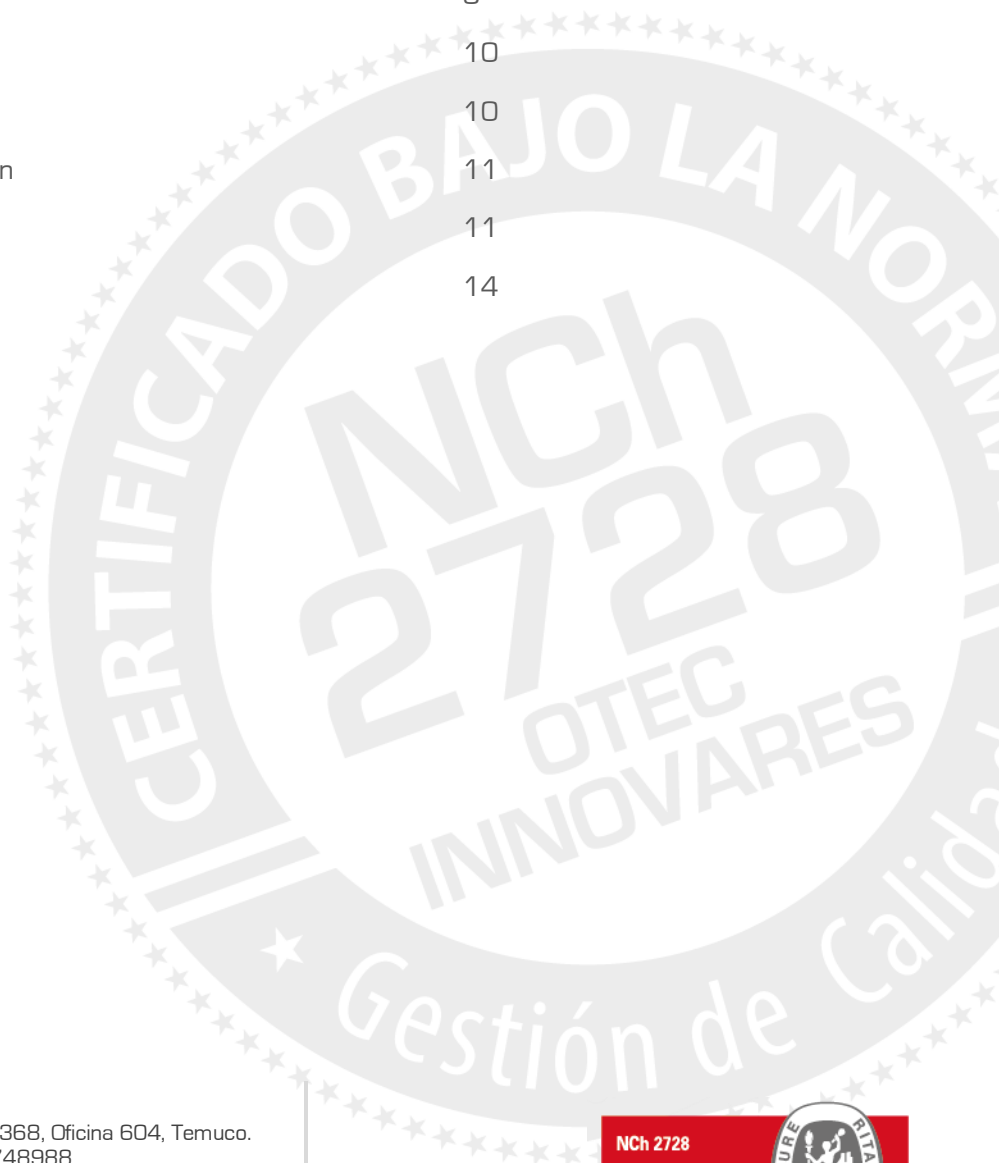 10
10
n 11
11
14
CERTIFICADO BAJO LA NORMA
NCh
2728
OTEC
INNOVARES
Gestión de Calidad
368, Oficina 604, Temuco.
748988
NCh 2728